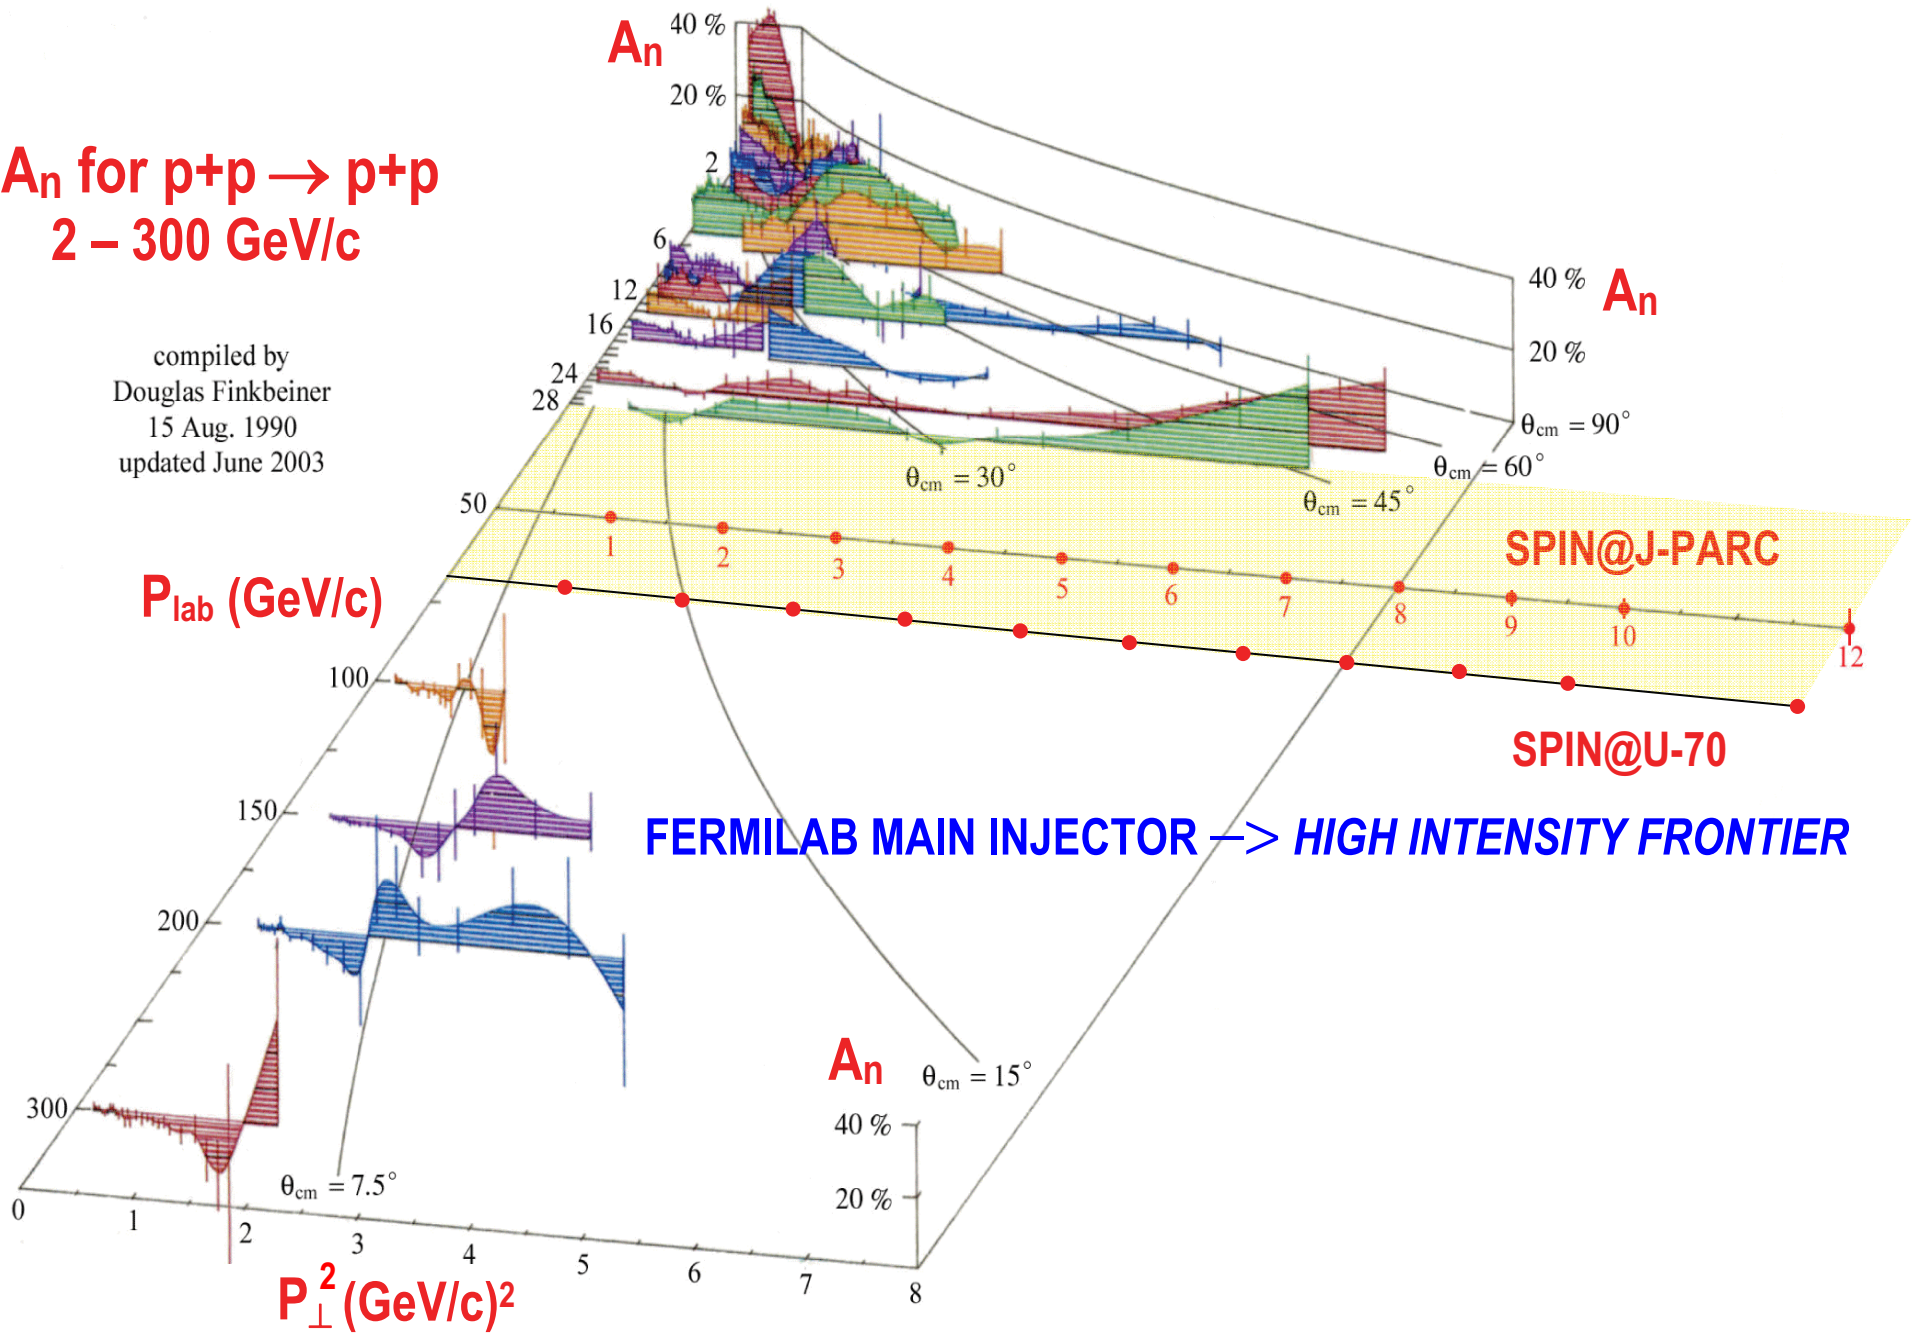 40 %
Aₙ
20 %
Aₙ for p+p → p+p
2 – 300 GeV/c
2
6
12
16
24
28
40 %
Aₙ
20 %
compiled by
Douglas Finkbeiner
15 Aug. 1990
updated June 2003
θcm = 90°
θcm = 60°
θcm = 30°
θcm = 45°
50
SPIN@J-PARC
1 2 3 4 5 6 7 8 9 10 12
Plab (GeV/c)
100
SPIN@U-70
150
FERMILAB MAIN INJECTOR —> HIGH INTENSITY FRONTIER
200
Aₙ
θcm = 15°
300
40 %
θcm = 7.5°
20 %
0 1 2 3 4 5 6 7 8
P⊥² (GeV/c)²